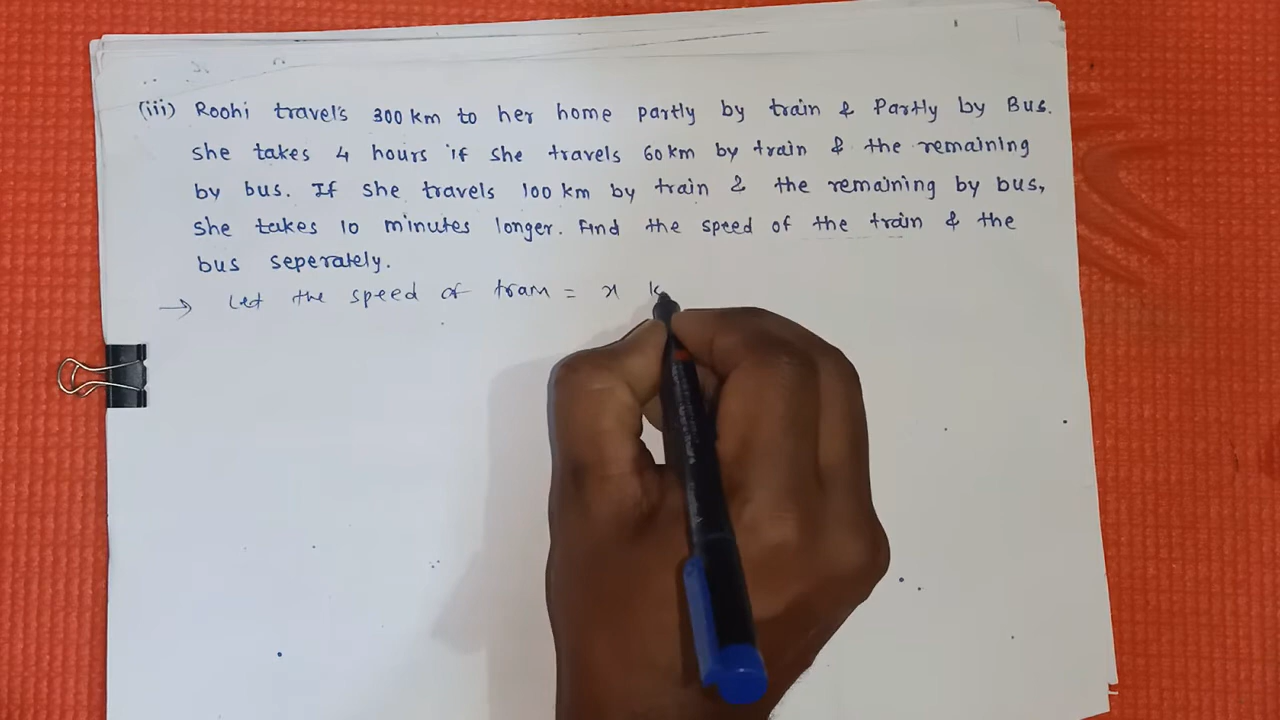 (iii) Roohi travel's 300 km to her home partly by train & Partly by Bus.
She takes 4 hours if she travels 60 km by train & the remaining
by bus. If she travels 100 km by train & the remaining by bus,
she takes 10 minutes longer. Find the speed of the train & the
bus seperately.
→ Let the speed of train = x k